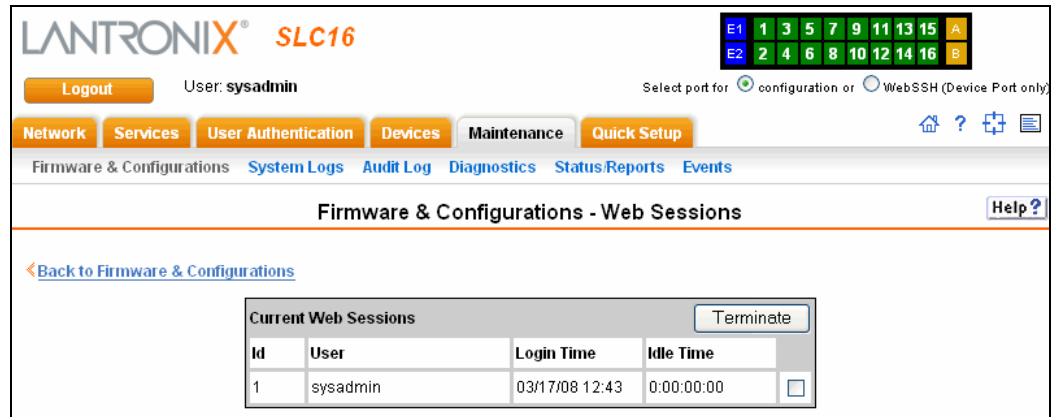 LANTRONIX® SLC16
E1 1 3 5 7 9 11 13 15 A
E2 2 4 6 8 10 12 14 16 B
Logout User: sysadmin Select port for configuration or WebSSH (Device Port only)
Network Services User Authentication Devices Maintenance Quick Setup ?
Firmware & Configurations System Logs Audit Log Diagnostics Status/Reports Events
Firmware & Configurations - Web Sessions Help?
Back to Firmware & Configurations
Current Web Sessions Terminate
Id User Login Time Idle Time
1 sysadmin 03/17/08 12:43 0:00:00:00